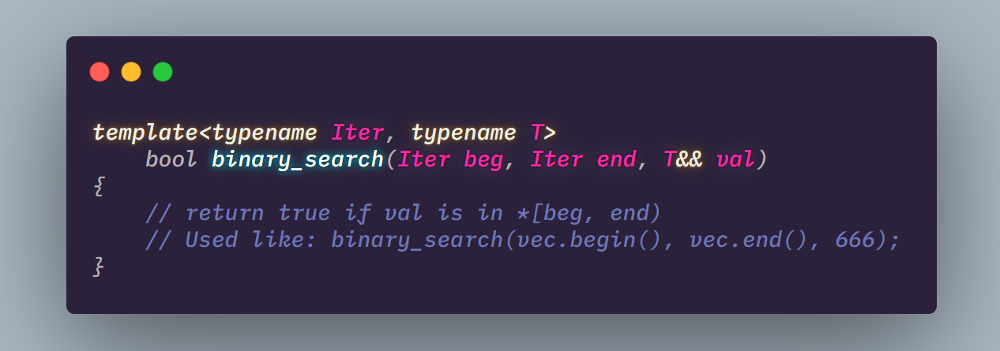 template<typename Iter, typename T>
    bool binary_search(Iter beg, Iter end, T&& val)
{
    // return true if val is in *[beg, end)
    // Used like: binary_search(vec.begin(), vec.end(), 666);
}